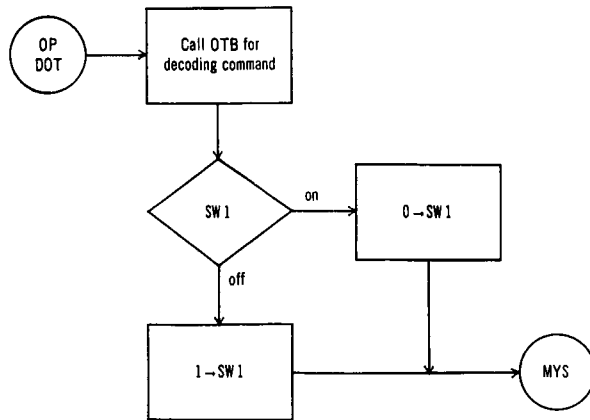 OP
DOT
Call OTB for
decoding command
SW 1
on
0→SW 1
off
1→SW 1
MYS